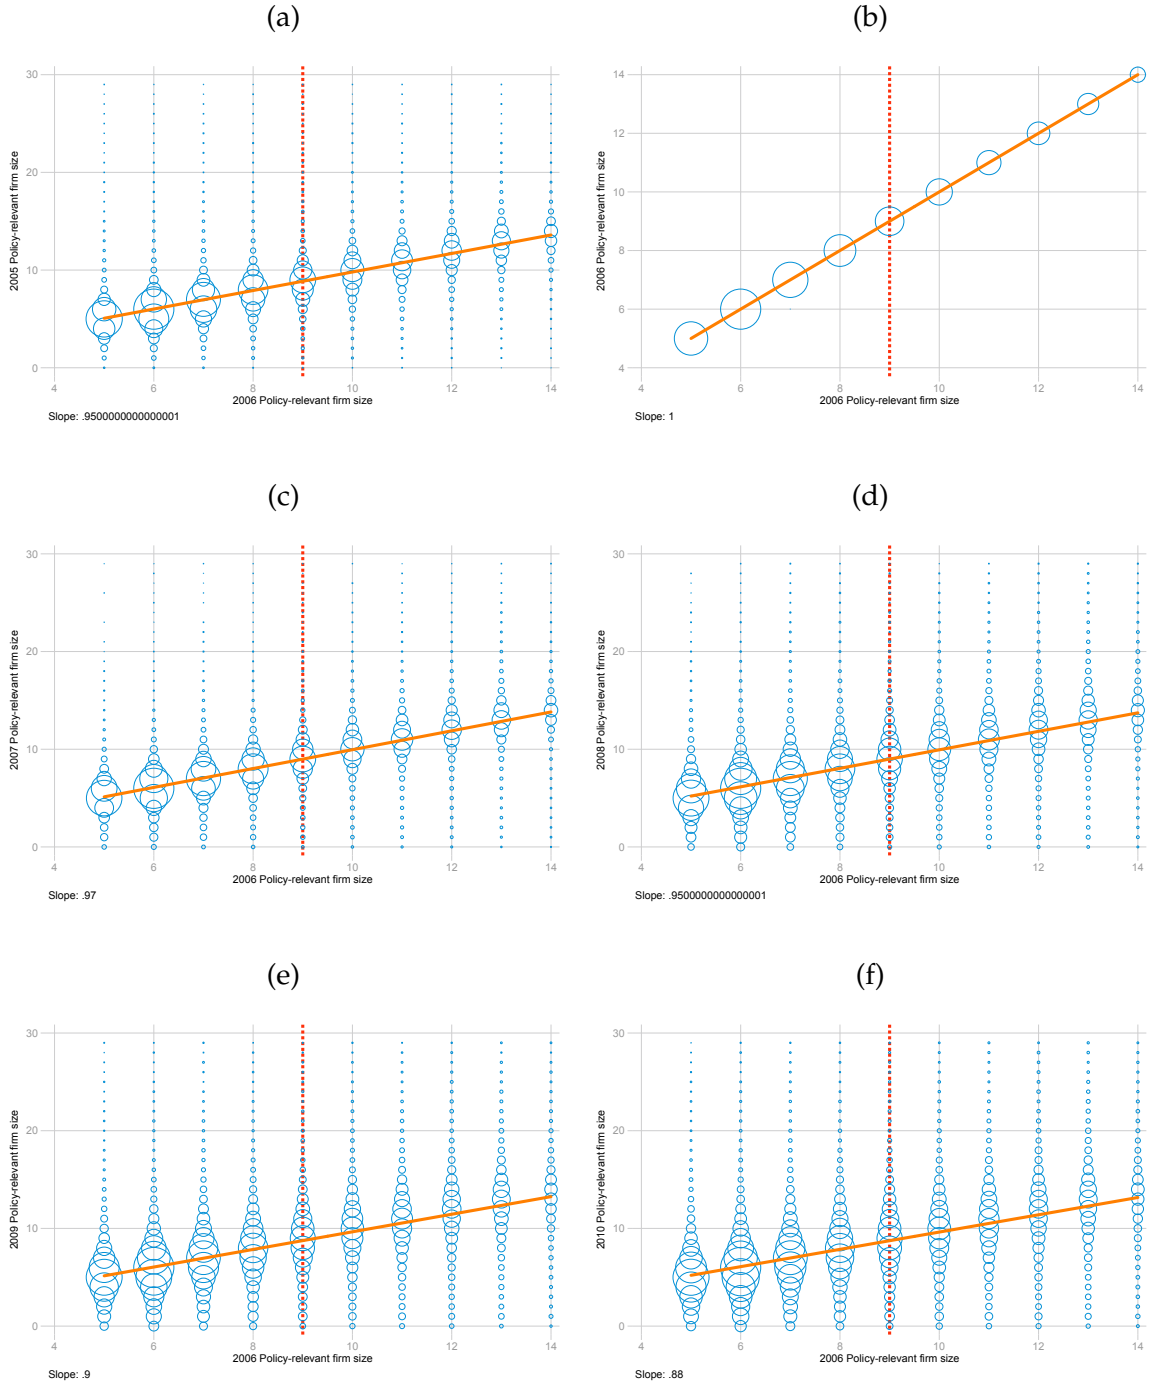 (a)
30
20
10
0
2005 Policy-relevant firm size
4 6 8 10 12 14
2006 Policy-relevant firm size
Slope: .9500000000000001
(b)
14
12
10
8
6
4
2006 Policy-relevant firm size
4 6 8 10 12 14
2006 Policy-relevant firm size
Slope: 1
(c)
30
20
10
0
2007 Policy-relevant firm size
4 6 8 10 12 14
2006 Policy-relevant firm size
Slope: .97
(d)
30
20
10
0
2008 Policy-relevant firm size
4 6 8 10 12 14
2006 Policy-relevant firm size
Slope: .9500000000000001
(e)
30
20
10
0
2009 Policy-relevant firm size
4 6 8 10 12 14
2006 Policy-relevant firm size
Slope: .9
(f)
30
20
10
0
2010 Policy-relevant firm size
4 6 8 10 12 14
2006 Policy-relevant firm size
Slope: .88